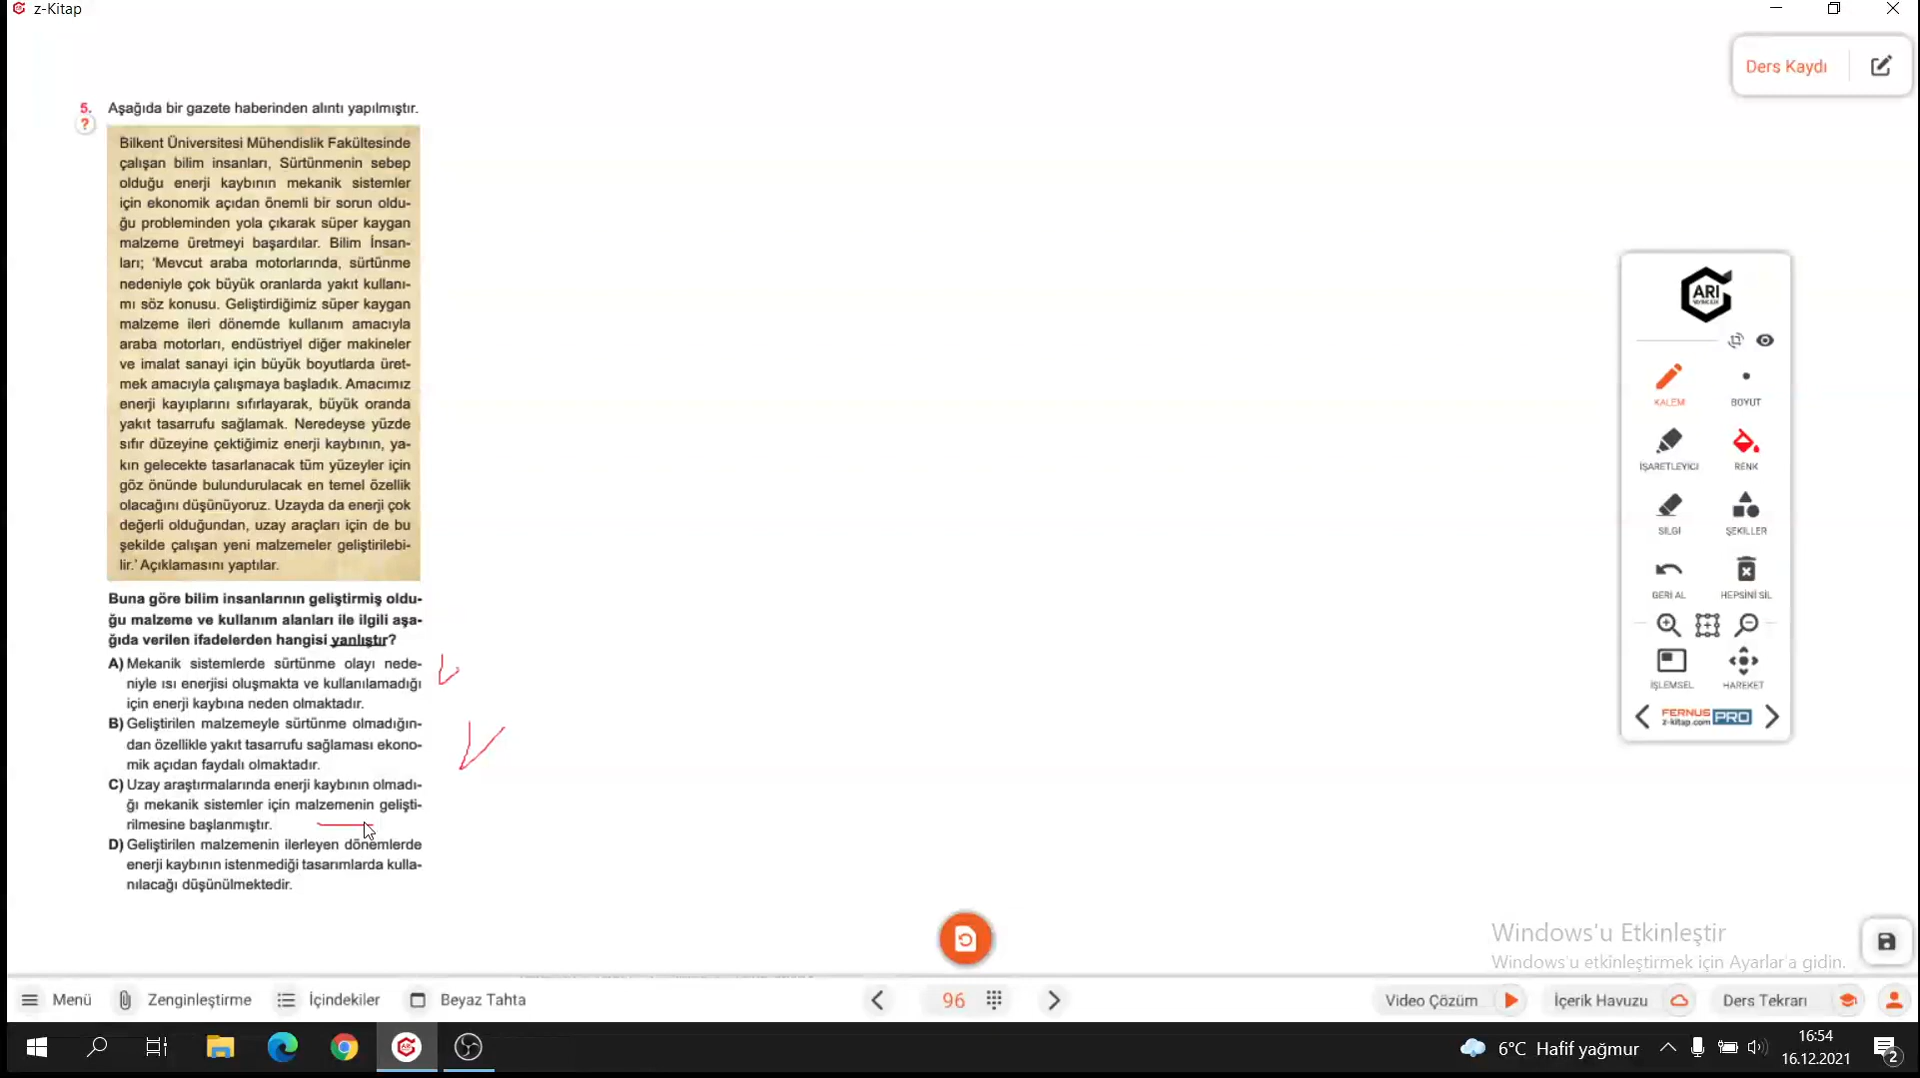 z-Kitap
Ders Kaydı
5. Aşağıda bir gazete haberinden alıntı yapılmıştır.
?
Bilkent Üniversitesi Mühendislik Fakültesinde
çalışan bilim insanları, Sürtünmenin sebep
olduğu enerji kaybının mekanik sistemler
için ekonomik açıdan önemli bir sorun oldu-
ğu probleminden yola çıkarak süper kaygan
malzeme üretmeyi başardılar. Bilim İnsan-
ları; 'Mevcut araba motorlarında, sürtünme
nedeniyle çok büyük oranlarda yakıt kullanı-
mı söz konusu. Geliştirdiğimiz süper kaygan
malzeme ileri dönemde kullanım amacıyla
araba motorları, endüstriyel diğer makineler
ve imalat sanayi için büyük boyutlarda üret-
mek amacıyla çalışmaya başladık. Amacımız
enerji kayıplarını sıfırlayarak, büyük oranda
yakıt tasarrufu sağlamak. Neredeyse yüzde
sıfır düzeyine çektiğimiz enerji kaybının, ya-
kın gelecekte tasarlanacak tüm yüzeyler için
göz önünde bulundurulacak en temel özellik
olacağını düşünüyoruz. Uzayda da enerji çok
değerli olduğundan, uzay araçları için de bu
şekilde çalışan yeni malzemeler geliştirilebi-
lir.' Açıklamasını yaptılar.
Buna göre bilim insanlarının geliştirmiş oldu-
ğu malzeme ve kullanım alanları ile ilgili aşa-
ğıda verilen ifadelerden hangisi yanlıştır?
A) Mekanik sistemlerde sürtünme olayı nede-
niyle ısı enerjisi oluşmakta ve kullanılamadığı
için enerji kaybına neden olmaktadır.
B) Geliştirilen malzemeyle sürtünme olmadığın-
dan özellikle yakıt tasarrufu sağlaması ekono-
mik açıdan faydalı olmaktadır.
C) Uzay araştırmalarında enerji kaybının olmadı-
ğı mekanik sistemler için malzemenin gelişti-
rilmesine başlanmıştır.
D) Geliştirilen malzemenin ilerleyen dönemlerde
enerji kaybının istenmediği tasarımlarda kulla-
nılacağı düşünülmektedir.
ARI
YAYINCILIK
KALEM BOYUT
İŞARETLEYİCİ RENK
SİLGİ ŞEKİLLER
GERİ AL HEPSİNİ SİL
İŞLEMSEL HAREKET
FERNUS
z-kitap.com PRO
Windows'u Etkinleştir
Windows'u etkinleştirmek için Ayarlar'a gidin.
Menü Zenginleştirme İçindekiler Beyaz Tahta 96 Video Çözüm İçerik Havuzu Ders Tekrarı
6°C Hafif yağmur 16:54
16.12.2021
2